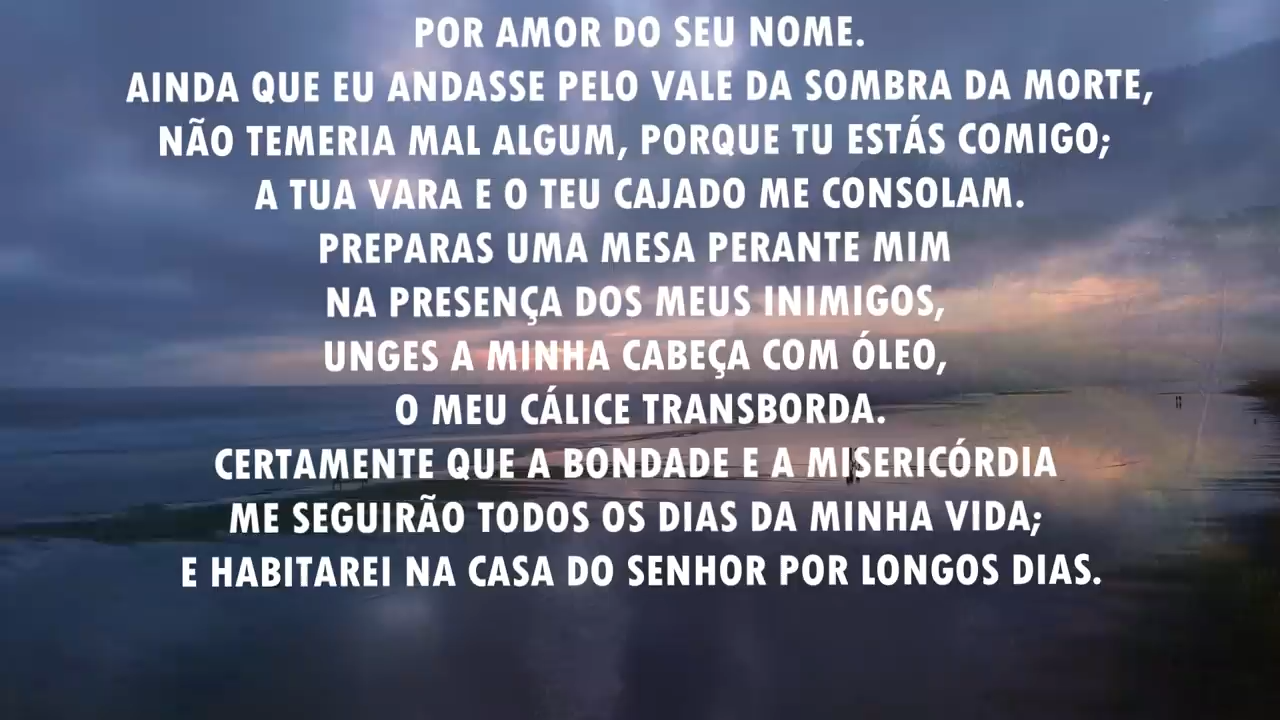 POR AMOR DO SEU NOME.
AINDA QUE EU ANDASSE PELO VALE DA SOMBRA DA MORTE,
NÃO TEMERIA MAL ALGUM, PORQUE TU ESTÁS COMIGO;
A TUA VARA E O TEU CAJADO ME CONSOLAM.
PREPARAS UMA MESA PERANTE MIM
NA PRESENÇA DOS MEUS INIMIGOS,
UNGES A MINHA CABEÇA COM ÓLEO,
O MEU CÁLICE TRANSBORDA.
CERTAMENTE QUE A BONDADE E A MISERICÓRDIA
ME SEGUIRÃO TODOS OS DIAS DA MINHA VIDA;
E HABITAREI NA CASA DO SENHOR POR LONGOS DIAS.